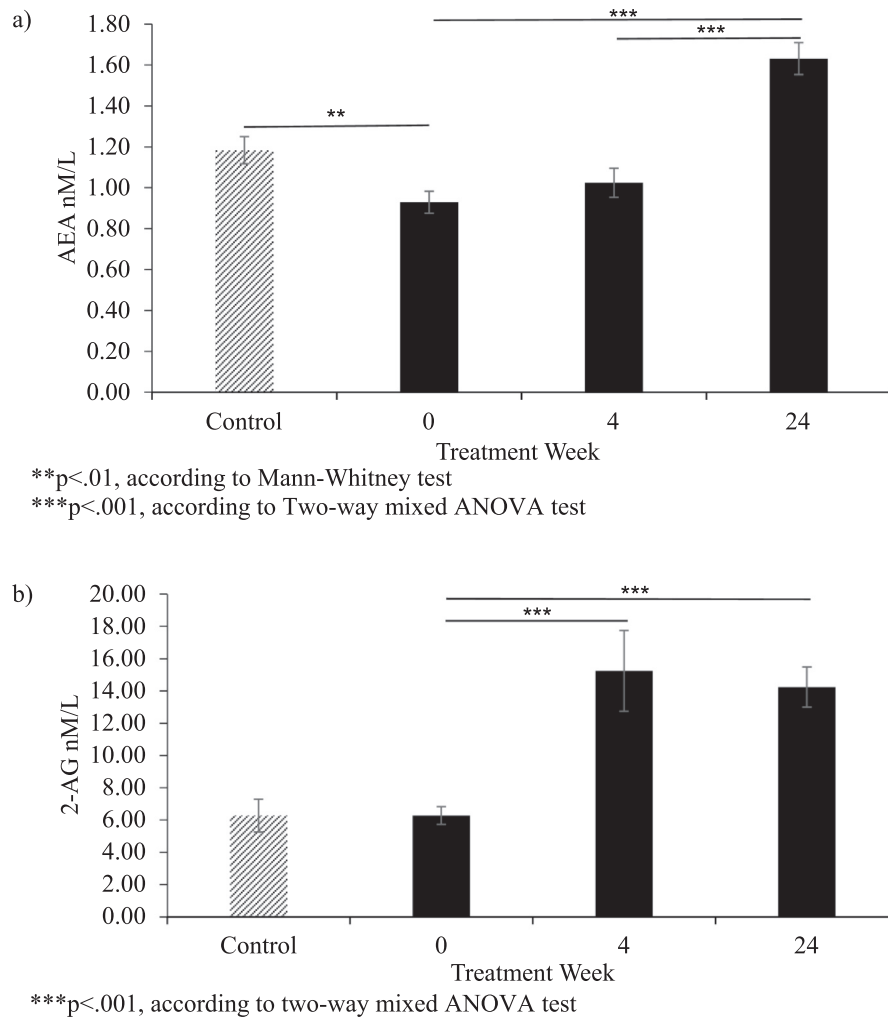 a)
1.80
1.60
1.40
1.20
1.00
0.80
0.60
0.40
0.20
0.00
AEA nM/L
***
***
**
Control 0 4 24
Treatment Week
**p<.01, according to Mann-Whitney test
***p<.001, according to Two-way mixed ANOVA test
b)
20.00
18.00
16.00
14.00
12.00
10.00
8.00
6.00
4.00
2.00
0.00
2-AG nM/L
***
***
Control 0 4 24
Treatment Week
***p<.001, according to two-way mixed ANOVA test